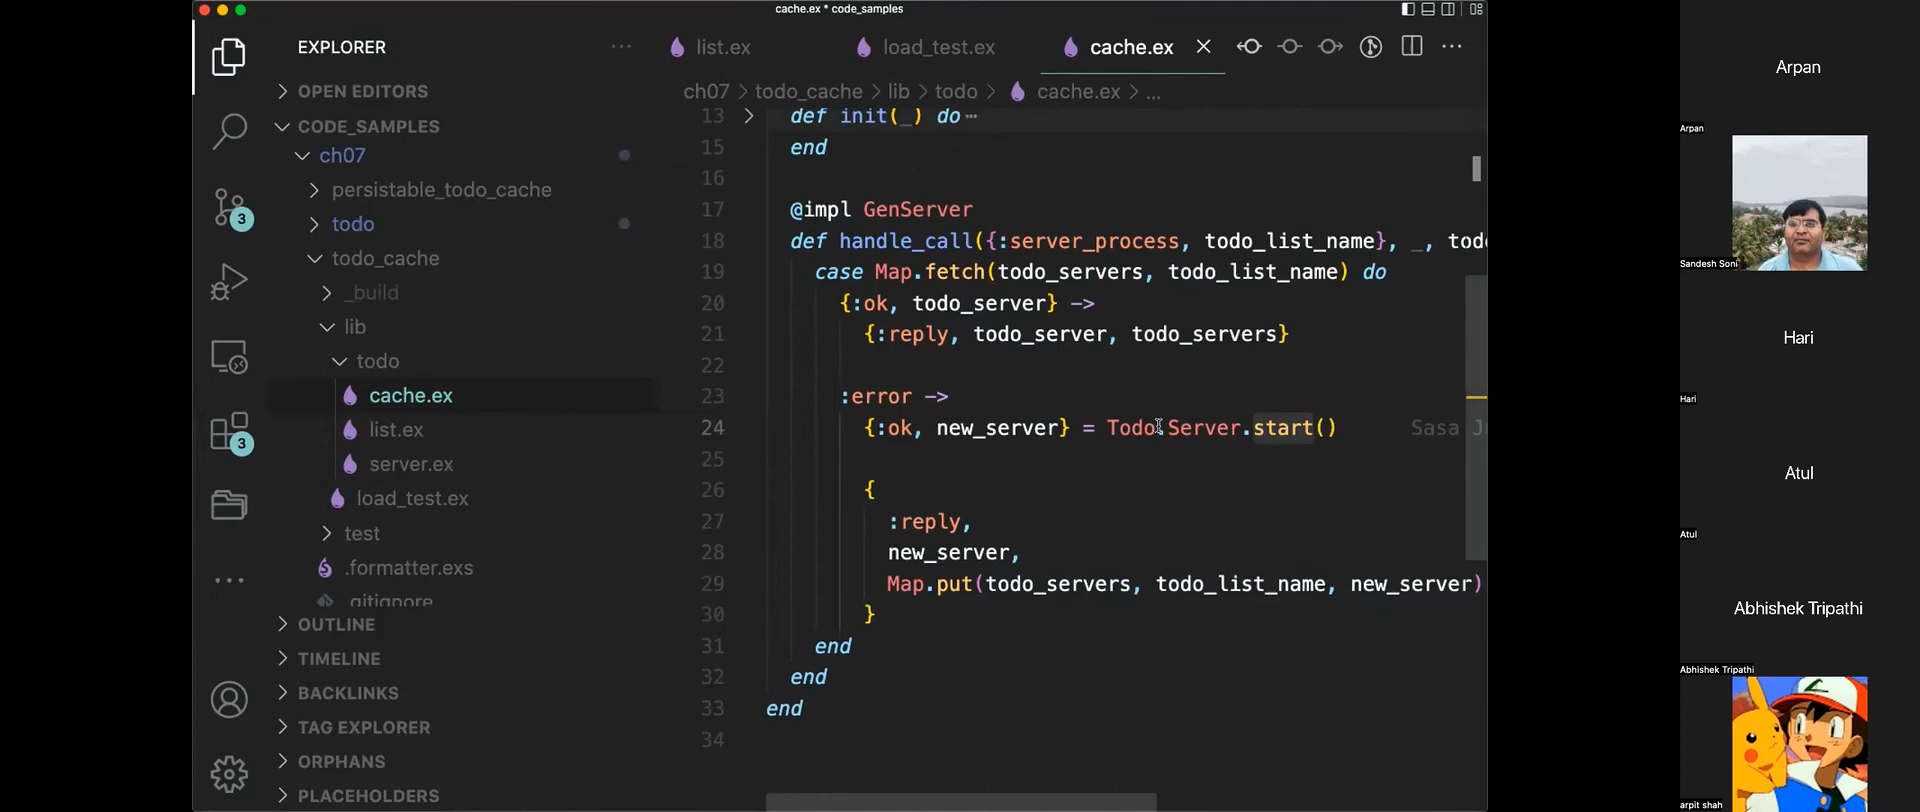 cache.ex • code_samples
EXPLORER
OPEN EDITORS
CODE_SAMPLES
ch07
persistable_todo_cache
todo
todo_cache
_build
lib
todo
cache.ex
list.ex
server.ex
load_test.ex
test
.formatter.exs
.gitignore
OUTLINE
TIMELINE
BACKLINKS
TAG EXPLORER
ORPHANS
PLACEHOLDERS
3
3
list.ex
load_test.ex
cache.ex
ch07 > todo_cache > lib > todo > cache.ex > ...
13 def init(_) do
15 end
16
17 @impl GenServer
18 def handle_call({:server_process, todo_list_name}, _, tod
19 case Map.fetch(todo_servers, todo_list_name) do
20 {:ok, todo_server} ->
21 {:reply, todo_server, todo_servers}
22
23 :error ->
24 {:ok, new_server} = Todo.Server.start() Sasa J
25
26 {
27 :reply,
28 new_server,
29 Map.put(todo_servers, todo_list_name, new_server)
30 }
31 end
32 end
33 end
34
Arpan
Arpan
Sandesh Soni
Hari
Hari
Atul
Atul
Abhishek Tripathi
Abhishek Tripathi
arpit shah